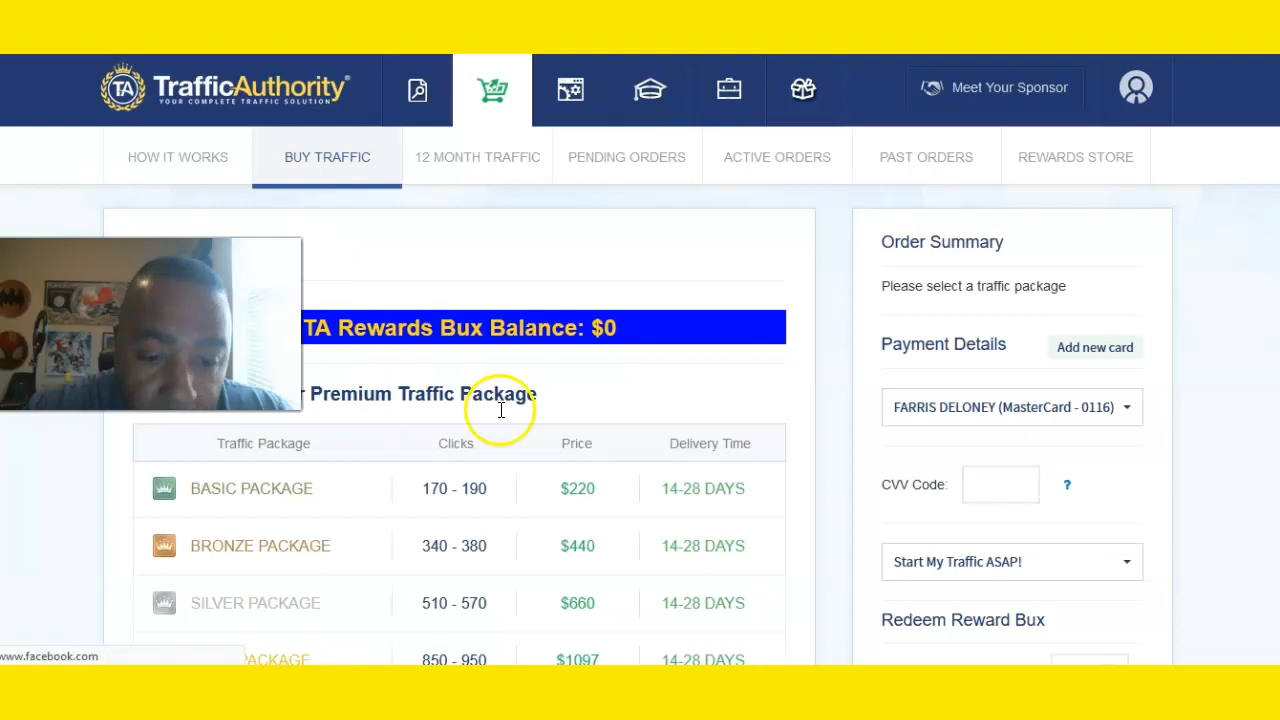 TA
TrafficAuthority®
YOUR COMPLETE TRAFFIC SOLUTION
Meet Your Sponsor
HOW IT WORKS
BUY TRAFFIC
12 MONTH TRAFFIC
PENDING ORDERS
ACTIVE ORDERS
PAST ORDERS
REWARDS STORE
TA Rewards Bux Balance: $0
Premium Traffic Package
Traffic Package Clicks Price Delivery Time
BASIC PACKAGE 170 - 190 $220 14-28 DAYS
BRONZE PACKAGE 340 - 380 $440 14-28 DAYS
SILVER PACKAGE 510 - 570 $660 14-28 DAYS
PACKAGE 850 - 950 $1097 14-28 DAYS
www.facebook.com
Order Summary
Please select a traffic package
Payment Details Add new card
FARRIS DELONEY (MasterCard - 0116)
CVV Code: ?
Start My Traffic ASAP!
Redeem Reward Bux